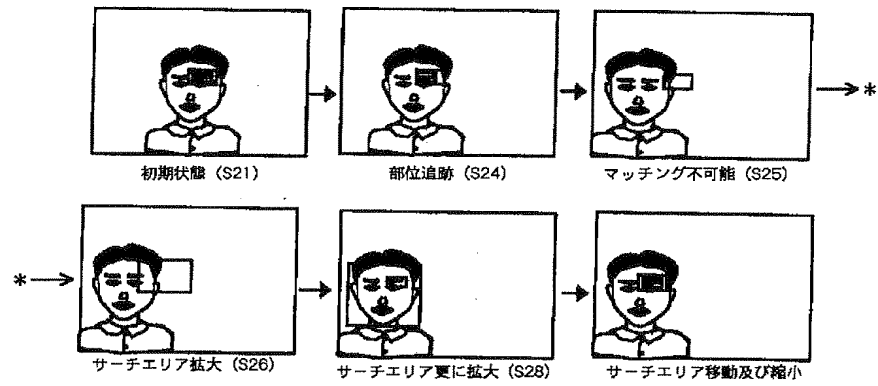 初期状態（S21）
部位追跡（S24）
マッチング不可能（S25）
*
*
サーチエリア拡大（S26）
サーチエリア更に拡大（S28）
サーチエリア移動及び縮小